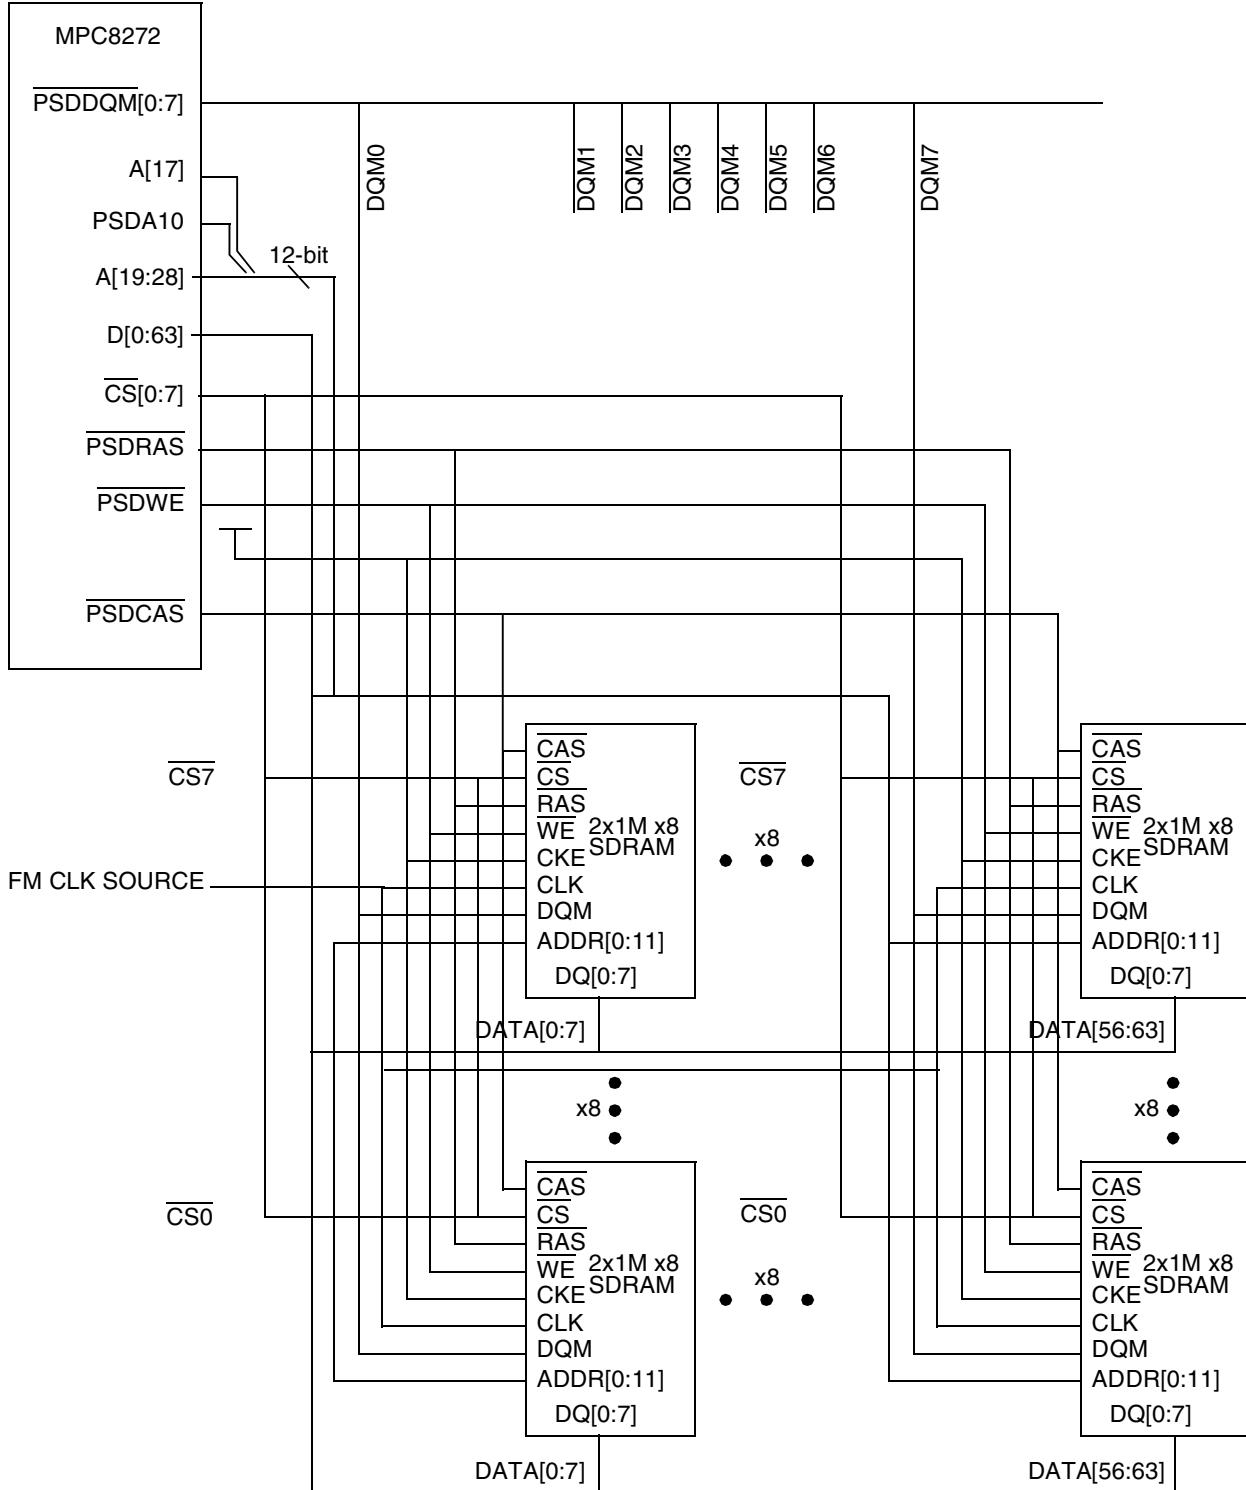 MPC8272
PSDDQM[0:7]
A[17]
PSDA10
A[19:28]
12-bit
D[0:63]
CS[0:7]
PSDRAS
PSDWE
PSDCAS
DQM0
DQM1
DQM2
DQM3
DQM4
DQM5
DQM6
DQM7
CS7
CAS
CS
RAS
WE
2x1M x8
SDRAM
CKE
CLK
DQM
ADDR[0:11]
DQ[0:7]
DATA[0:7]
CS7
x8
CAS
CS
RAS
WE
2x1M x8
SDRAM
CKE
CLK
DQM
ADDR[0:11]
DQ[0:7]
DATA[56:63]
FM CLK SOURCE
x8
x8
CS0
CAS
CS
RAS
WE
2x1M x8
SDRAM
CKE
CLK
DQM
ADDR[0:11]
DQ[0:7]
DATA[0:7]
CS0
x8
CAS
CS
RAS
WE
2x1M x8
SDRAM
CKE
CLK
DQM
ADDR[0:11]
DQ[0:7]
DATA[56:63]